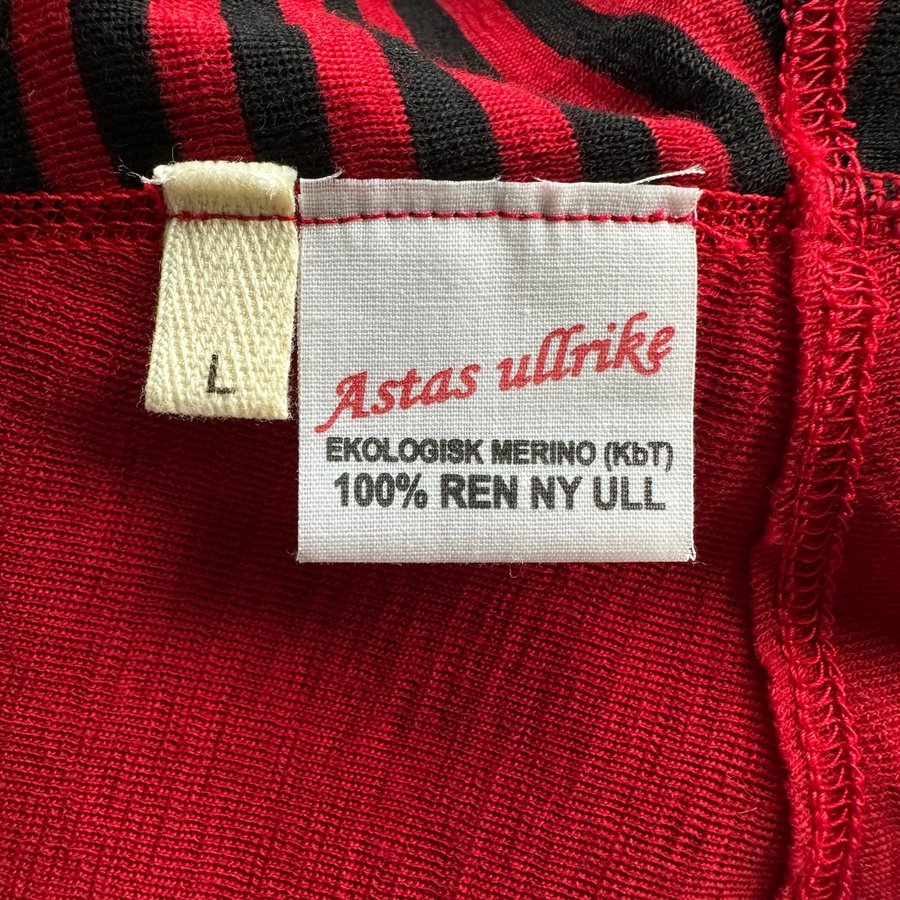 L
Astas ullrike
EKOLOGISK MERINO (KbT)
100% REN NY ULL